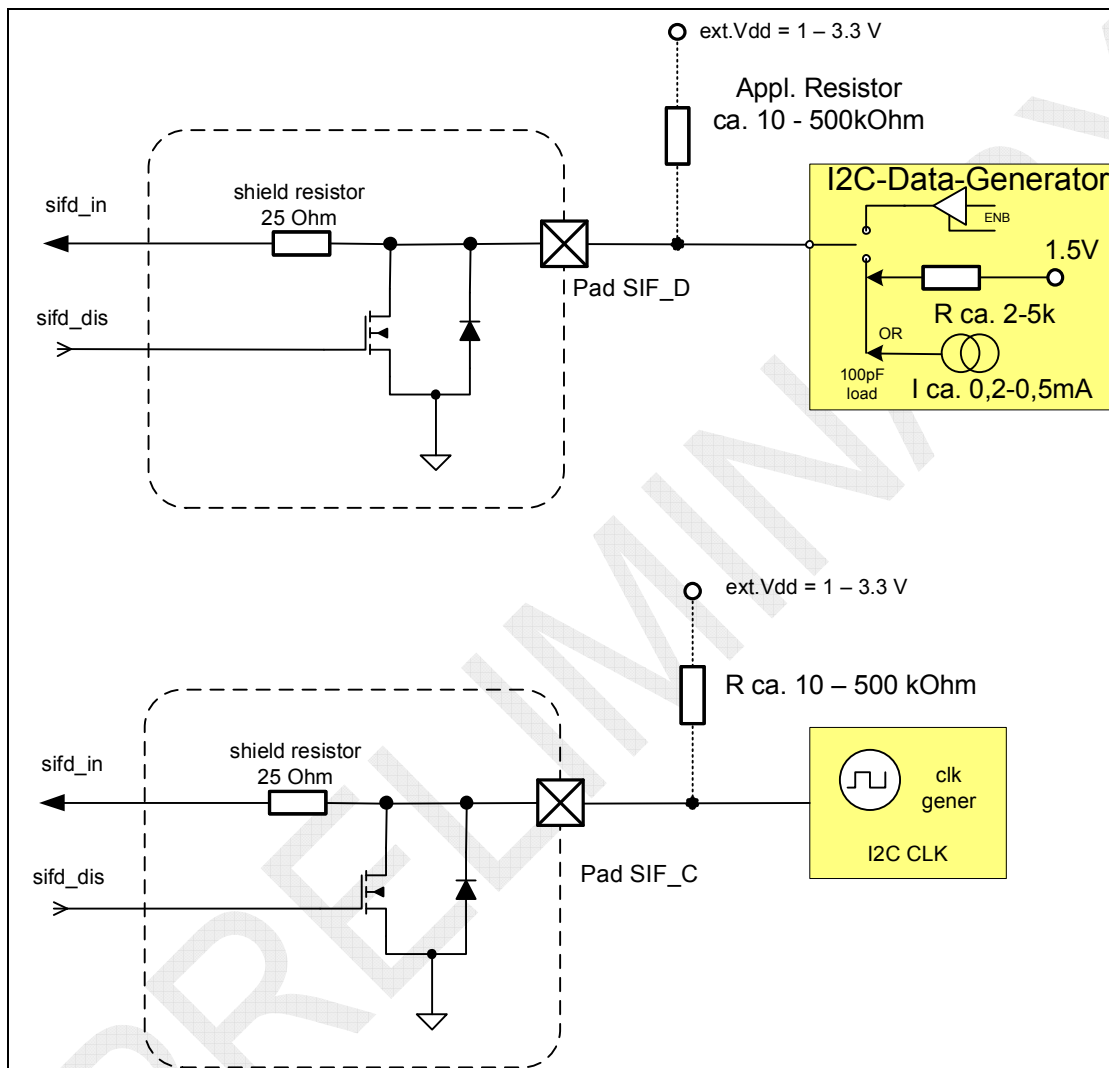 ext.Vdd = 1 – 3.3 V
Appl. Resistor
ca. 10 - 500kOhm
I2C-Data-Generator
shield resistor
25 Ohm
sifd_in
ENB
1.5V
Pad SIF_D
R ca. 2-5k
sifd_dis
OR
100pF
load
I ca. 0,2-0,5mA
ext.Vdd = 1 – 3.3 V
R ca. 10 – 500 kOhm
shield resistor
25 Ohm
sifd_in
clk
gener
I2C CLK
Pad SIF_C
sifd_dis
PRELIMINARY